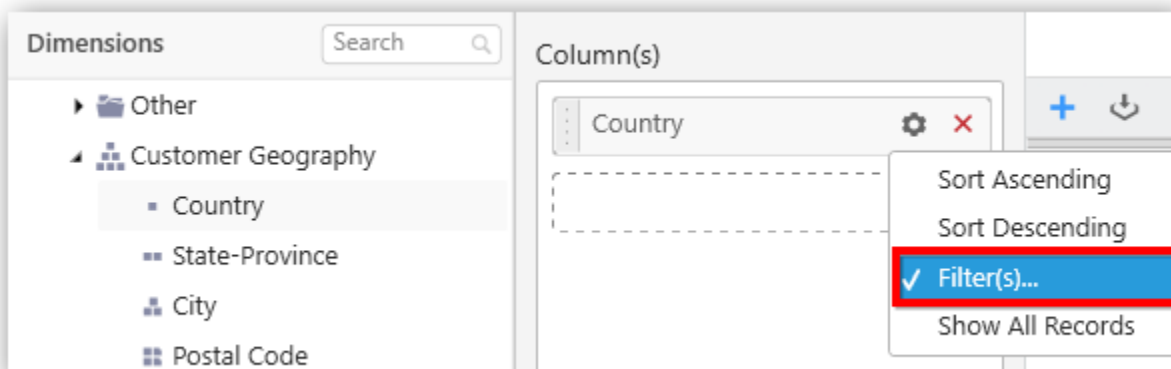 Dimensions
Search
Other
Customer Geography
Country
State-Province
City
Postal Code
Column(s)
Country
Sort Ascending
Sort Descending
Filter(s)...
Show All Records